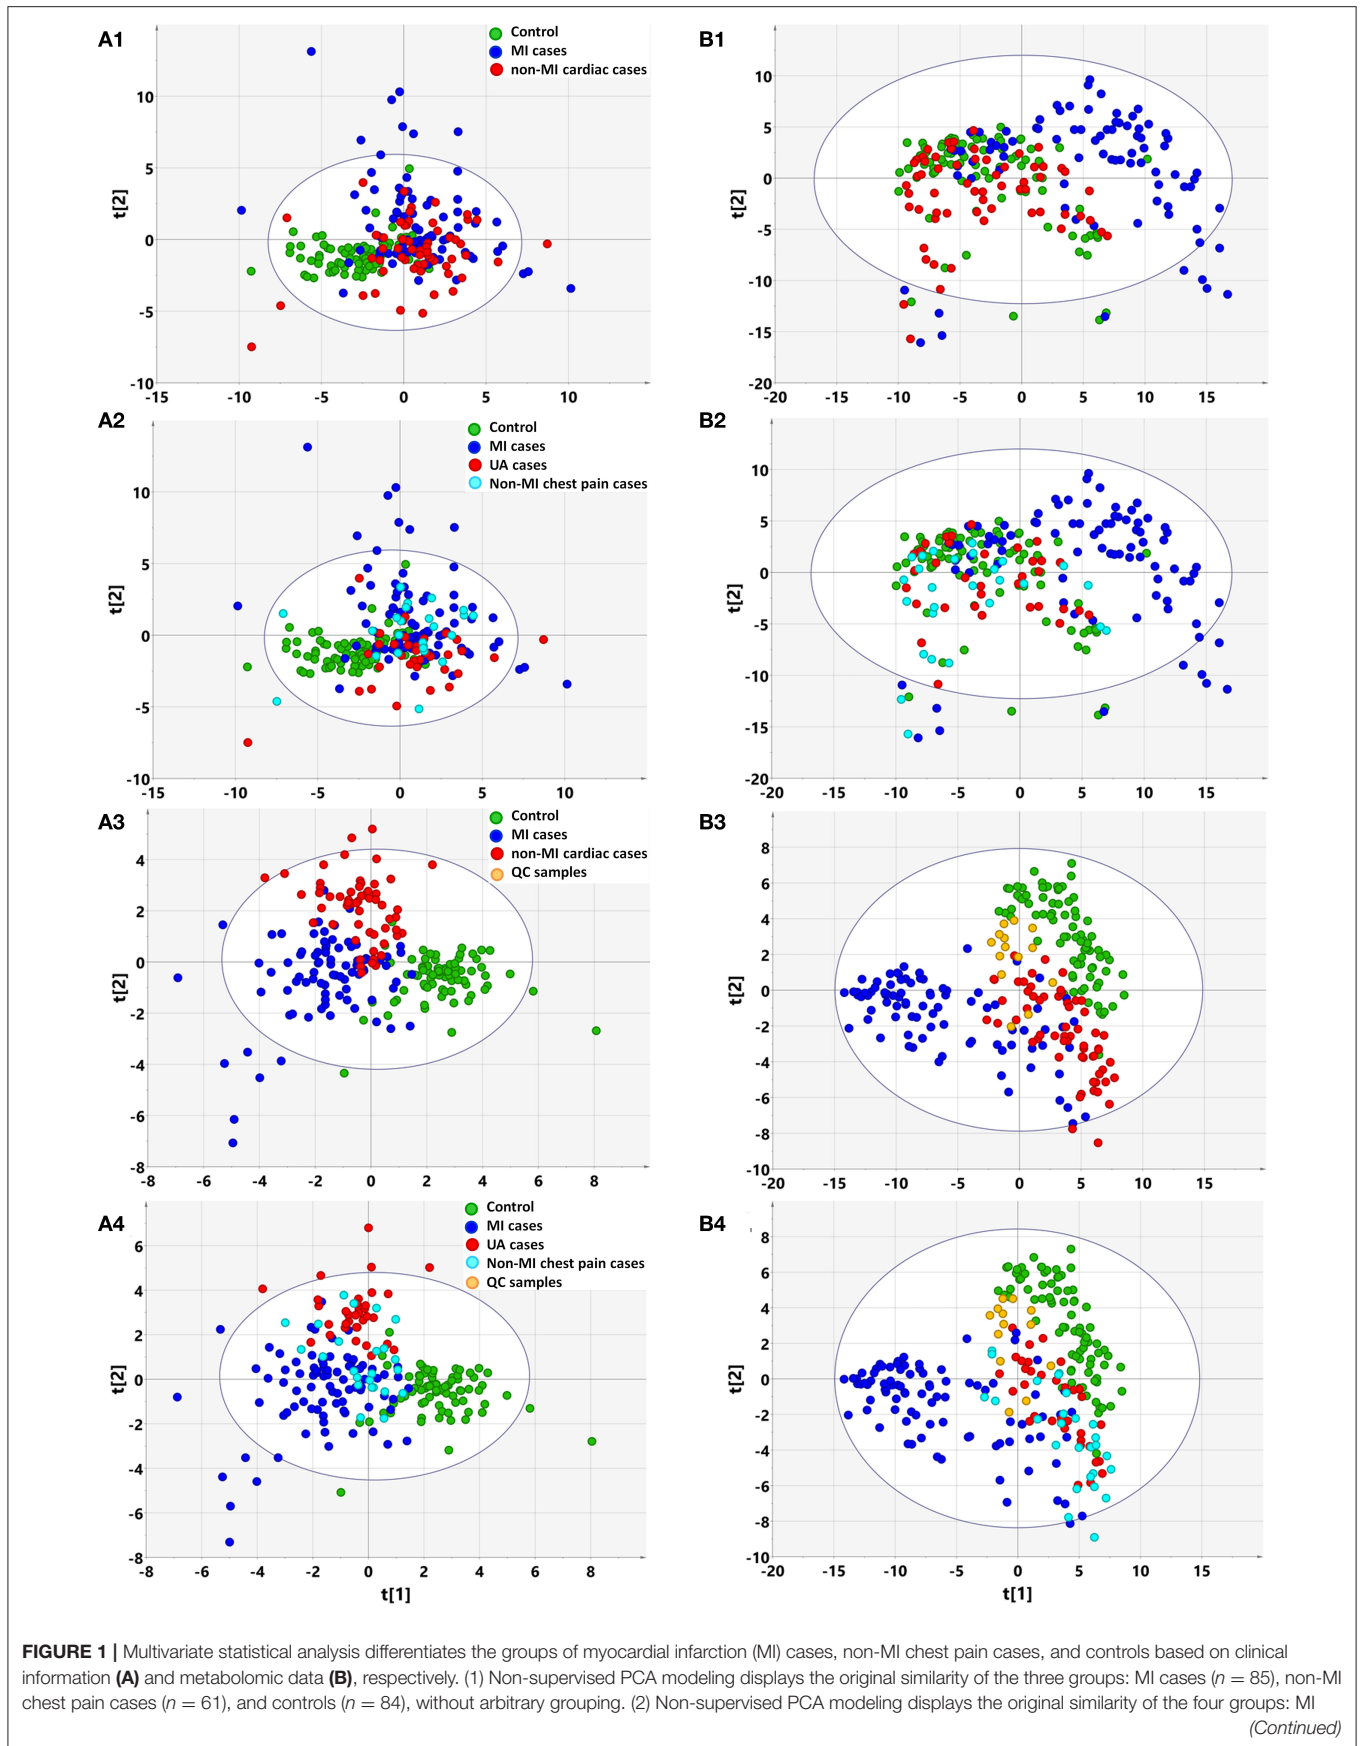 A1
Control
MI cases
non-MI cardiac cases
10
5
0
-5
-10
t[2]
-15 -10 -5 0 5 10
B1
10
5
0
-5
-10
-15
-20
t[2]
-20 -15 -10 -5 0 5 10 15
A2
Control
MI cases
UA cases
Non-MI chest pain cases
10
5
0
-5
-10
t[2]
-15 -10 -5 0 5 10
B2
10
5
0
-5
-10
-15
-20
t[2]
-20 -15 -10 -5 0 5 10 15
A3
Control
MI cases
non-MI cardiac cases
QC samples
4
2
0
-2
-4
-6
-8
t[2]
-8 -6 -4 -2 0 2 4 6 8
B3
8
6
4
2
0
-2
-4
-6
-8
-10
t[2]
-20 -15 -10 -5 0 5 10 15
A4
Control
MI cases
UA cases
Non-MI chest pain cases
QC samples
6
4
2
0
-2
-4
-6
-8
t[2]
-8 -6 -4 -2 0 2 4 6 8
t[1]
B4
8
6
4
2
0
-2
-4
-6
-8
-10
t[2]
-20 -15 -10 -5 0 5 10 15
t[1]
FIGURE 1 | Multivariate statistical analysis differentiates the groups of myocardial infarction (MI) cases, non-MI chest pain cases, and controls based on clinical
information (A) and metabolomic data (B), respectively. (1) Non-supervised PCA modeling displays the original similarity of the three groups: MI cases (n = 85), non-MI
chest pain cases (n = 61), and controls (n = 84), without arbitrary grouping. (2) Non-supervised PCA modeling displays the original similarity of the four groups: MI
(Continued)